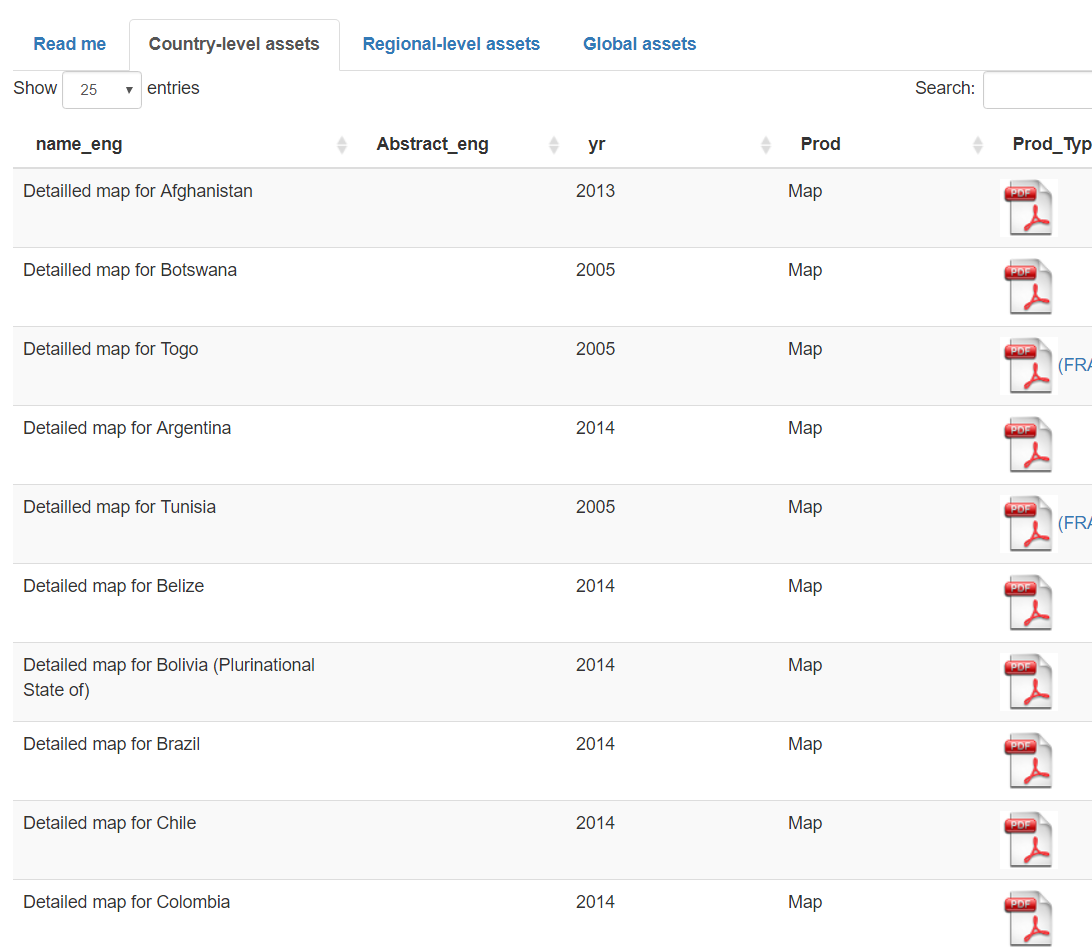 Read me Country-level assets Regional-level assets Global assets
Show 25 entries Search:
name_eng Abstract_eng yr Prod Prod_Typ
Detailled map for Afghanistan 2013 Map PDF
Detailled map for Botswana 2005 Map PDF
Detailled map for Togo 2005 Map PDF (FRA
Detailed map for Argentina 2014 Map PDF
Detailled map for Tunisia 2005 Map PDF (FRA
Detailed map for Belize 2014 Map PDF
Detailed map for Bolivia (Plurinational 2014 Map PDF
State of)
Detailed map for Brazil 2014 Map PDF
Detailed map for Chile 2014 Map PDF
Detailed map for Colombia 2014 Map PDF